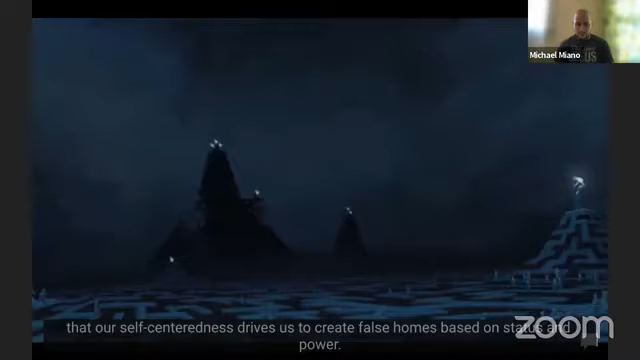 Michael Miano
that our self-centeredness drives us to create false homes based on status and
power.
zoom